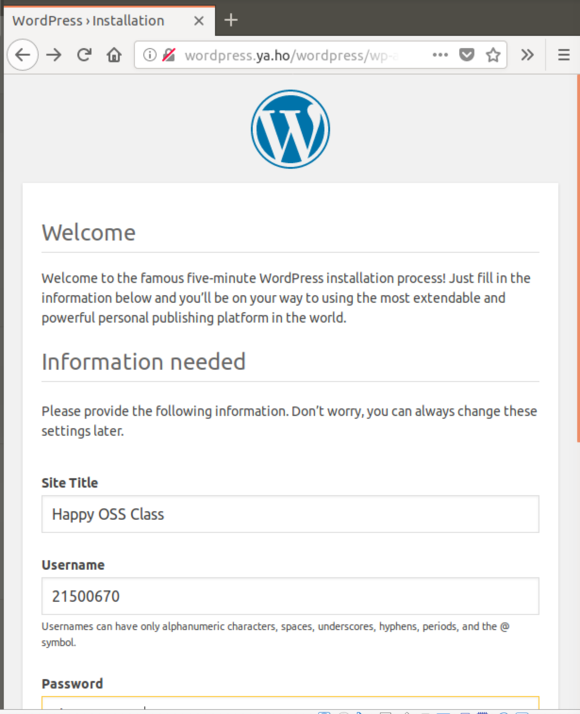 WordPress › Installation
wordpress.ya.ho/wordpress/wp-a
Welcome
Welcome to the famous five-minute WordPress installation process! Just fill in the
information below and you'll be on your way to using the most extendable and
powerful personal publishing platform in the world.
Information needed
Please provide the following information. Don't worry, you can always change these
settings later.
Site Title
Happy OSS Class
Username
21500670
Usernames can have only alphanumeric characters, spaces, underscores, hyphens, periods, and the @
symbol.
Password